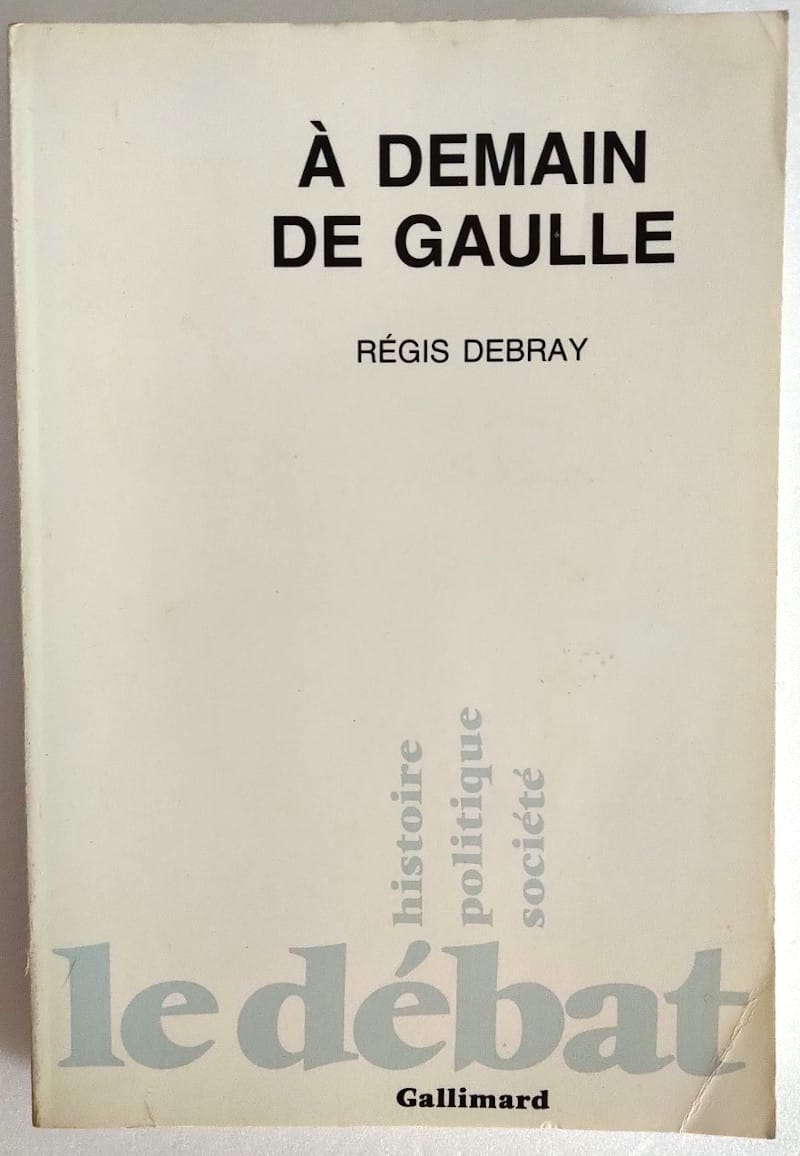 À DEMAIN
DE GAULLE
RÉGIS DEBRAY
histoire
politique
société
le débat
Gallimard